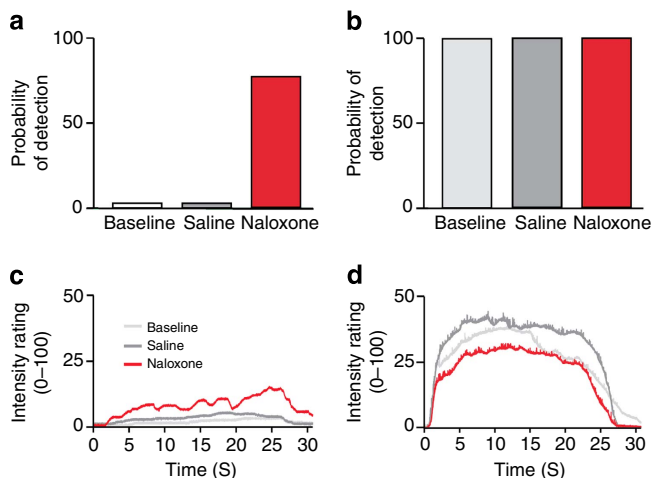 a
100
50
0
Probability
of detection
Baseline
Saline
Naloxone
b
100
50
0
Probability of
detection
Baseline
Saline
Naloxone
c
50
25
0
Intensity rating
(0–100)
Baseline
Saline
Naloxone
0 5 10 15 20 25 30
Time (S)
d
50
25
0
Intensity rating
(0–100)
0 5 10 15 20 25 30
Time (S)